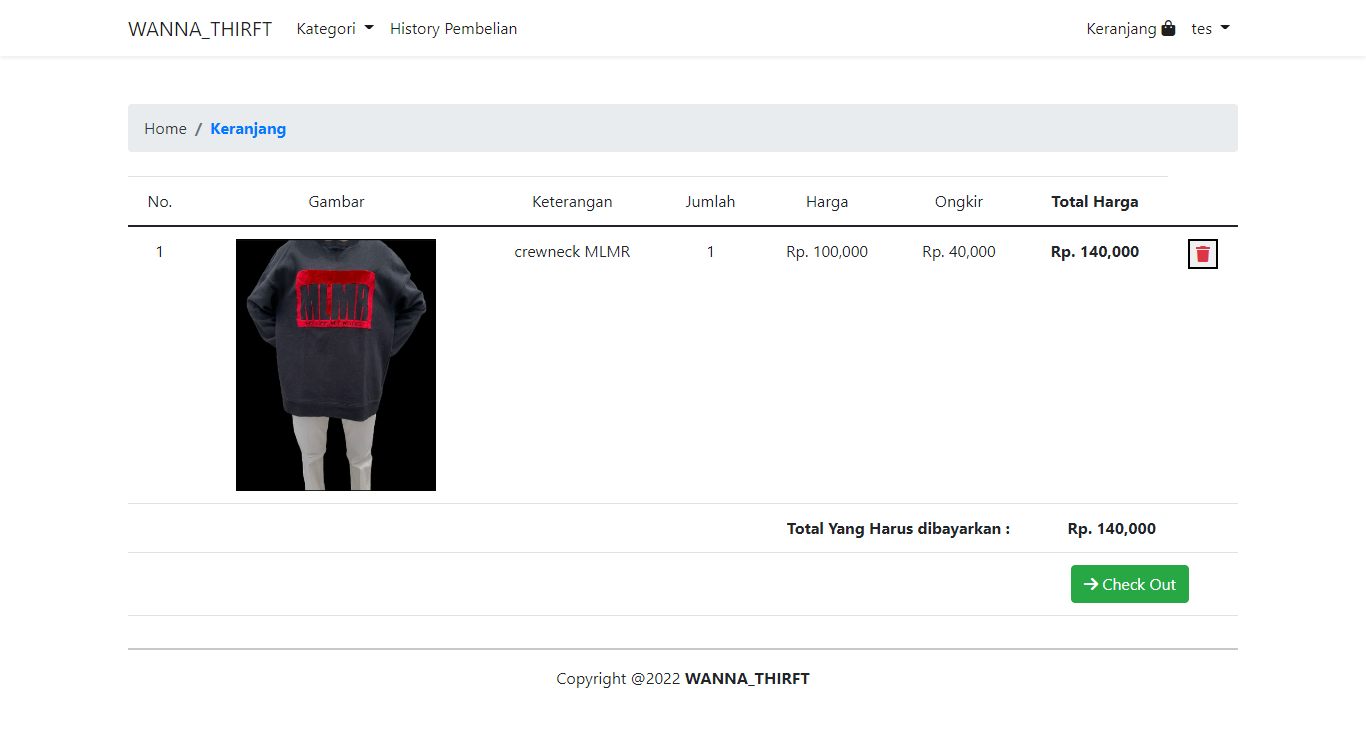 WANNA_THIRFT Kategori History Pembelian Keranjang tes
Home / Keranjang
No. Gambar Keterangan Jumlah Harga Ongkir Total Harga
1 crewneck MLMR 1 Rp. 100,000 Rp. 40,000 Rp. 140,000
MLMR
Total Yang Harus dibayarkan : Rp. 140,000
Check Out
Copyright @2022 WANNA_THIRFT